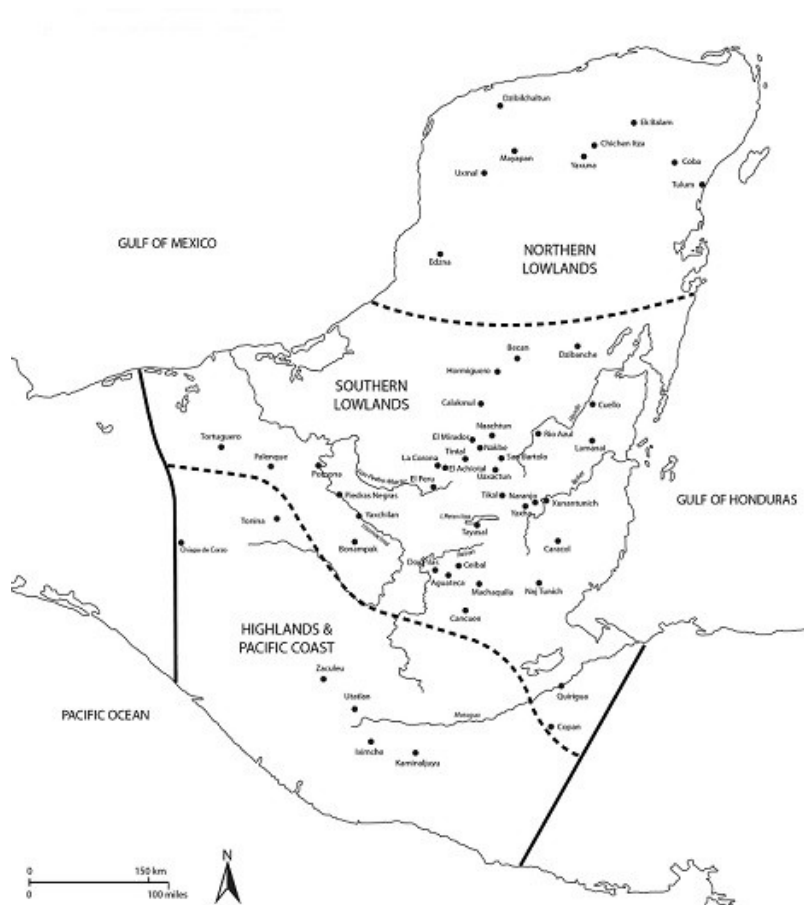 Dzibilchaltun
Ek Balam
Chichen Itza
Mayapan
Yaxuna
Coba
Uxmal
Tulum
GULF OF MEXICO
NORTHERN
LOWLANDS
Edzna
Becan
Dzibanche
Hormiguero
SOUTHERN
LOWLANDS
Calakmul
Cuello
Naachtun
Rio Azul
El Mirador
Nakbe
Lamanai
Tortuguero
Tintal
San Bartolo
La Corona
El Achiotal
Palenque
Pomona
Uaxactun
El Peru
Piedras Negras
Tikal
Naranjo
Xunantunich
GULF OF HONDURAS
Yaxha
Tonina
Yaxchilan
Tayasal
Chiapa de Corzo
Bonampak
Caracol
Ceibal
Aguateca
Machaquila
Naj Tunich
Cancuen
HIGHLANDS &
PACIFIC COAST
Zaculeu
Quirigua
Utatlan
PACIFIC OCEAN
Motagua
Copan
Iximche
Kaminaljuyu
N
0 150 km
0 100 miles